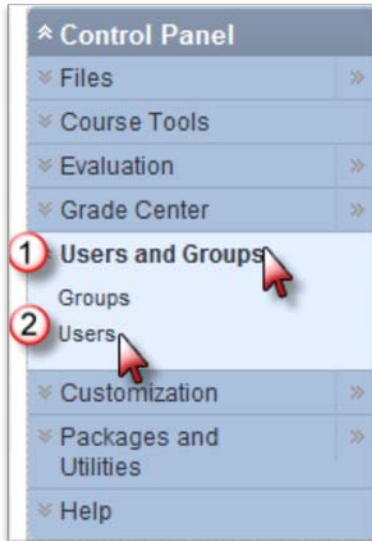 Control Panel
Files
Course Tools
Evaluation
Grade Center
1 Users and Groups
Groups
2 Users
Customization
Packages and
Utilities
Help